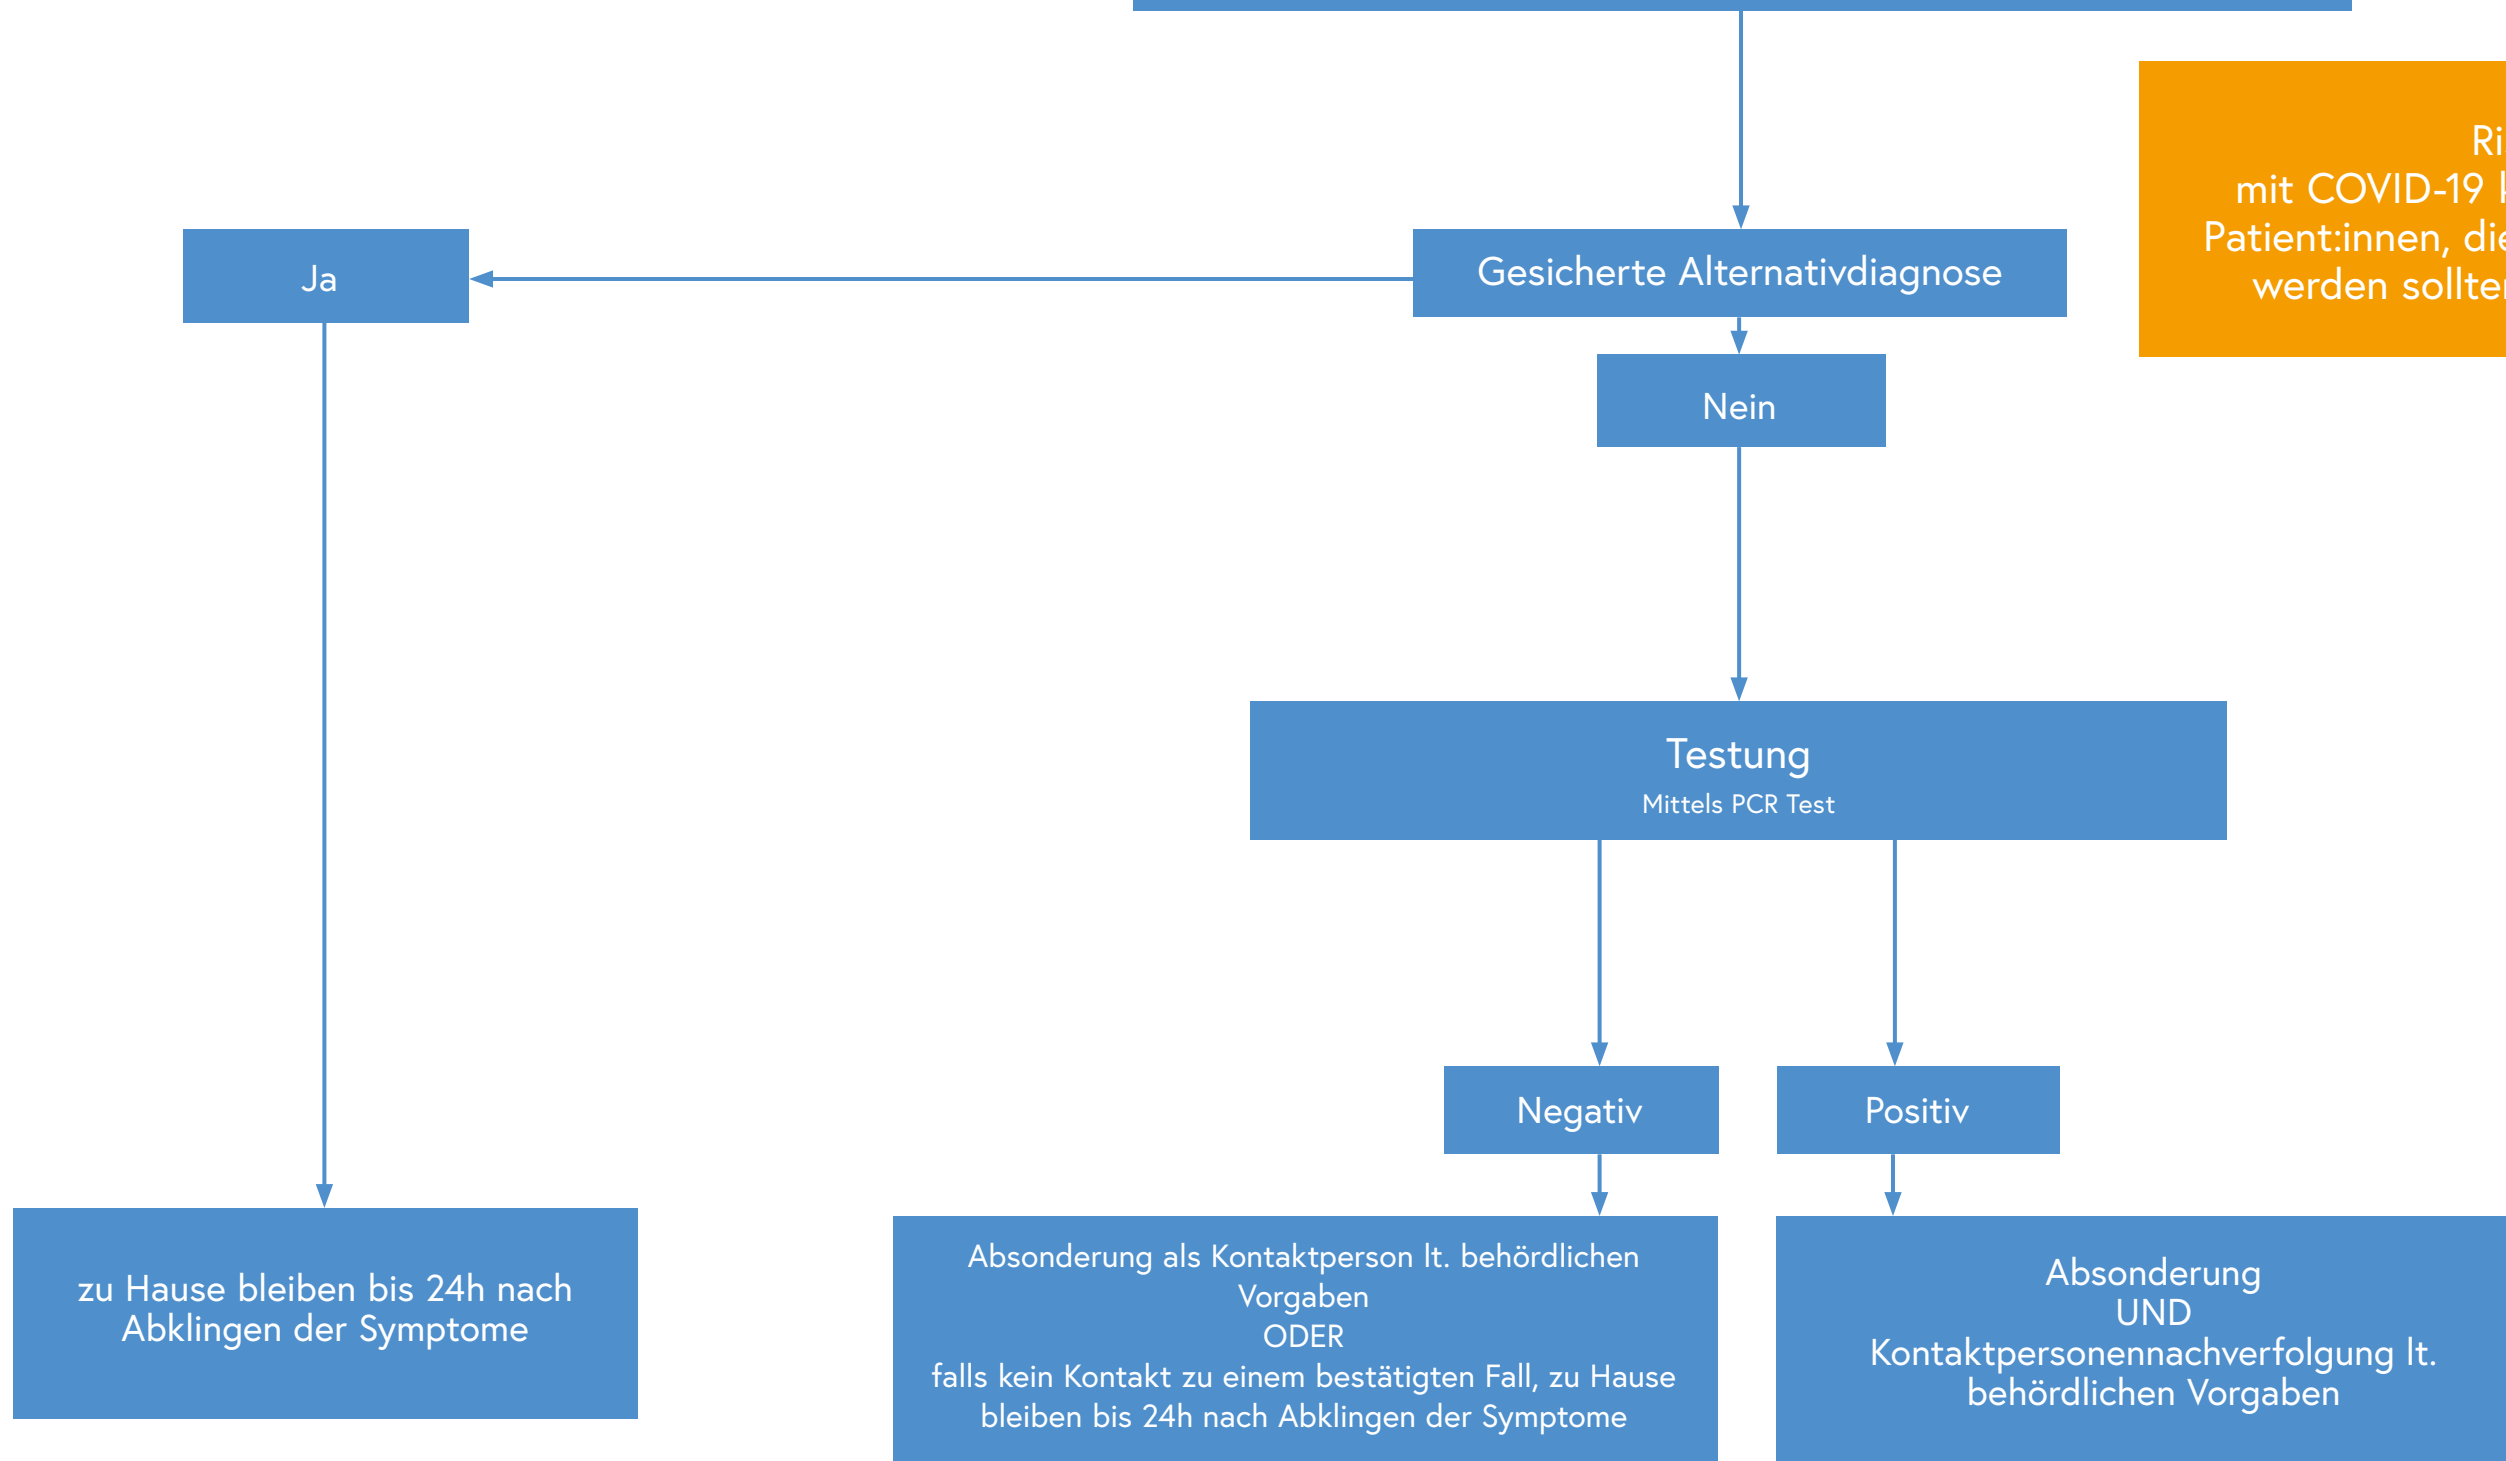 Ri
mit COVID-19
Patient:innen, die
werden sollten
Ja
Gesicherte Alternativdiagnose
Nein
Testung
Mittels PCR Test
Negativ
Positiv
zu Hause bleiben bis 24h nach
Abklingen der Symptome
Absonderung als Kontaktperson lt. behördlichen
Vorgaben
ODER
falls kein Kontakt zu einem bestätigten Fall, zu Hause
bleiben bis 24h nach Abklingen der Symptome
Absonderung
UND
Kontaktpersonennachverfolgung lt.
behördlichen Vorgaben